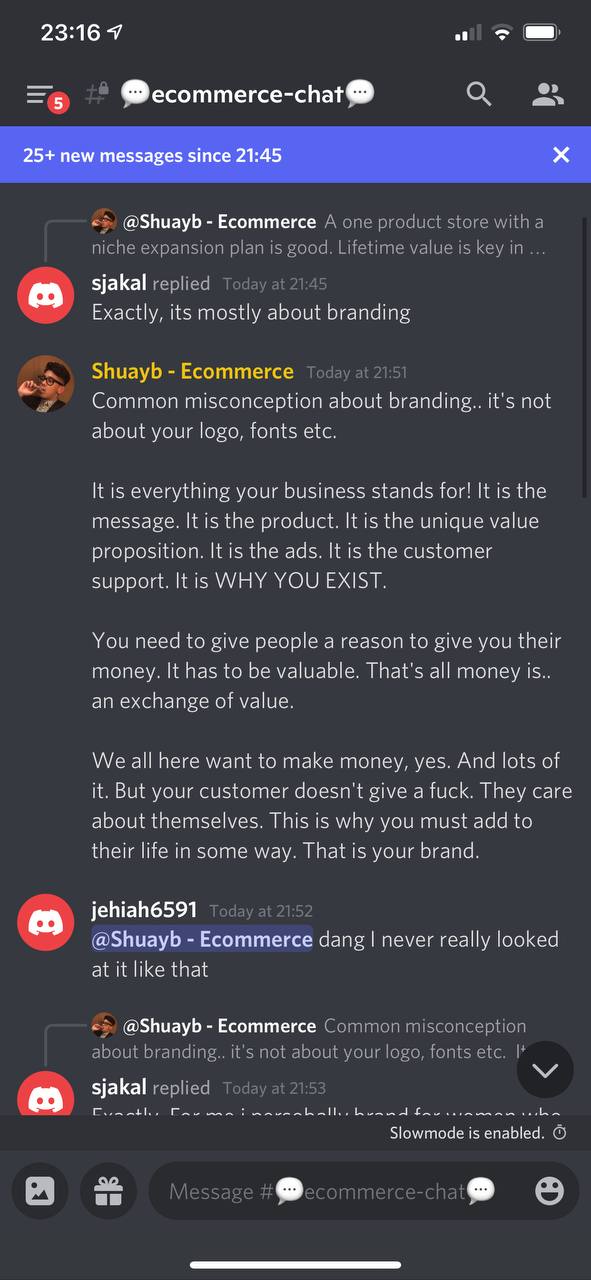 23:16
5
# 💬ecommerce-chat💬
25+ new messages since 21:45
@Shuayb - Ecommerce A one product store with a
niche expansion plan is good. Lifetime value is key in ...
sjakal replied Today at 21:45
Exactly, its mostly about branding
Shuayb - Ecommerce Today at 21:51
Common misconception about branding.. it's not
about your logo, fonts etc.
It is everything your business stands for! It is the
message. It is the product. It is the unique value
proposition. It is the ads. It is the customer
support. It is WHY YOU EXIST.
You need to give people a reason to give you their
money. It has to be valuable. That's all money is..
an exchange of value.
We all here want to make money, yes. And lots of
it. But your customer doesn't give a fuck. They care
about themselves. This is why you must add to
their life in some way. That is your brand.
jehiah6591 Today at 21:52
@Shuayb - Ecommerce dang I never really looked
at it like that
@Shuayb - Ecommerce Common misconception
about branding.. it's not about your logo, fonts etc.
sjakal replied Today at 21:53
Exactly. For me i personally brand for women who
Slowmode is enabled.
Message #💬ecommerce-chat💬